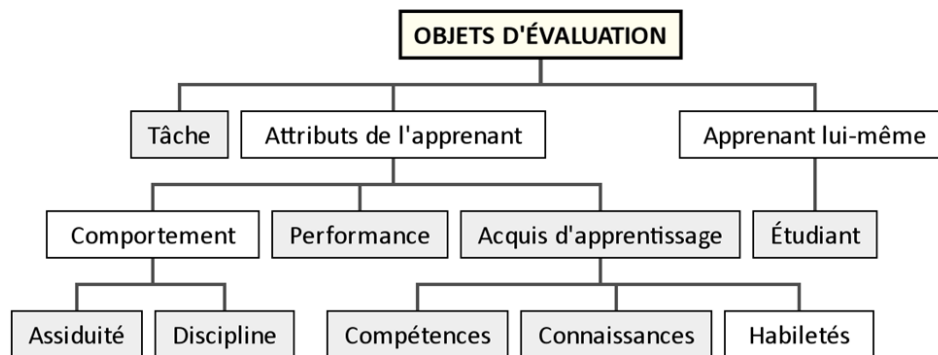 OBJETS D'ÉVALUATION
Tâche
Attributs de l'apprenant
Apprenant lui-même
Comportement
Performance
Acquis d'apprentissage
Étudiant
Assiduité
Discipline
Compétences
Connaissances
Habiletés